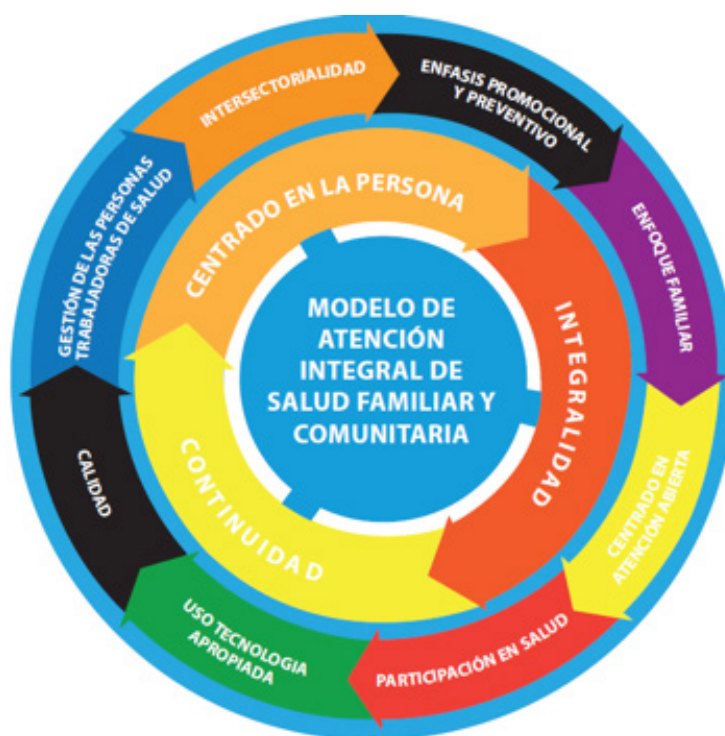 INTERSECTORIALIDAD
ENFASIS PROMOCIONAL
Y PREVENTIVO
ENFOQUE FAMILIAR
CENTRADO EN
ATENCIÓN ABIERTA
PARTICIPACIÓN EN SALUD
USO TECNOLOGIA
APROPIADA
CALIDAD
GESTIÓN DE LAS PERSONAS
TRABAJADORAS DE SALUD
CENTRADO EN LA PERSONA
INTEGRALIDAD
CONTINUIDAD
MODELO DE
ATENCIÓN
INTEGRAL DE
SALUD FAMILIAR Y
COMUNITARIA